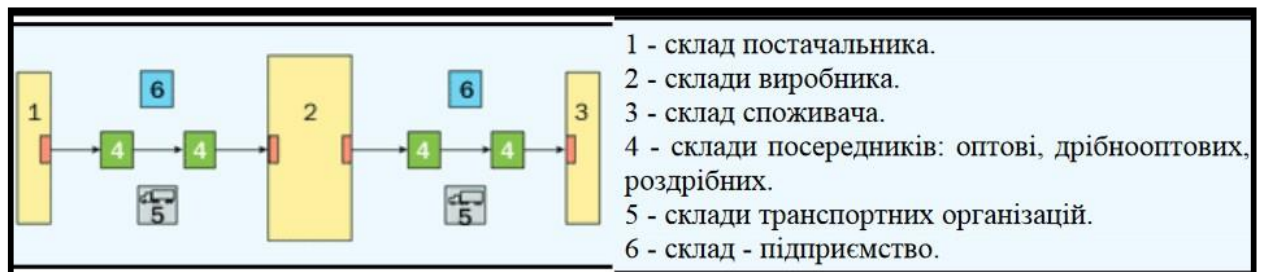 6
6
1
2
3
4
4
4
4
5
5
1 - склад постачальника.
2 - склади виробника.
3 - склад споживача.
4 - склади посередників: оптові, дрібнооптових,
роздрібних.
5 - склади транспортних організацій.
6 - склад - підприємство.